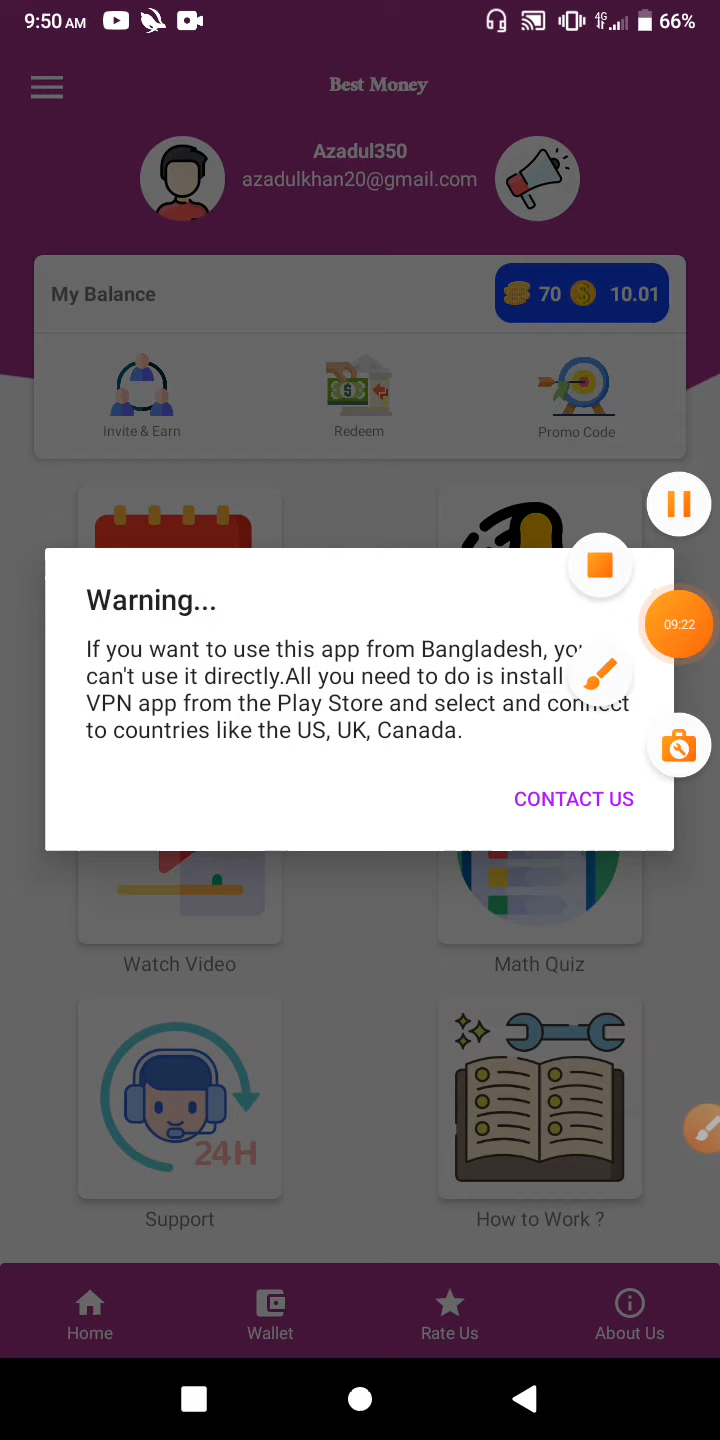 9:50 AM 4G 66%
Best Money
Azadul350
azadulkhan20@gmail.com
My Balance 70 10.01
Invite & Earn Redeem Promo Code
Warning...
If you want to use this app from Bangladesh,
can't use it directly.All you need to do is install
VPN app from the Play Store and select and connect
to countries like the US, UK, Canada.
09:22
CONTACT US
Watch Video Math Quiz
24H
Support How to Work ?
Home Wallet Rate Us About Us